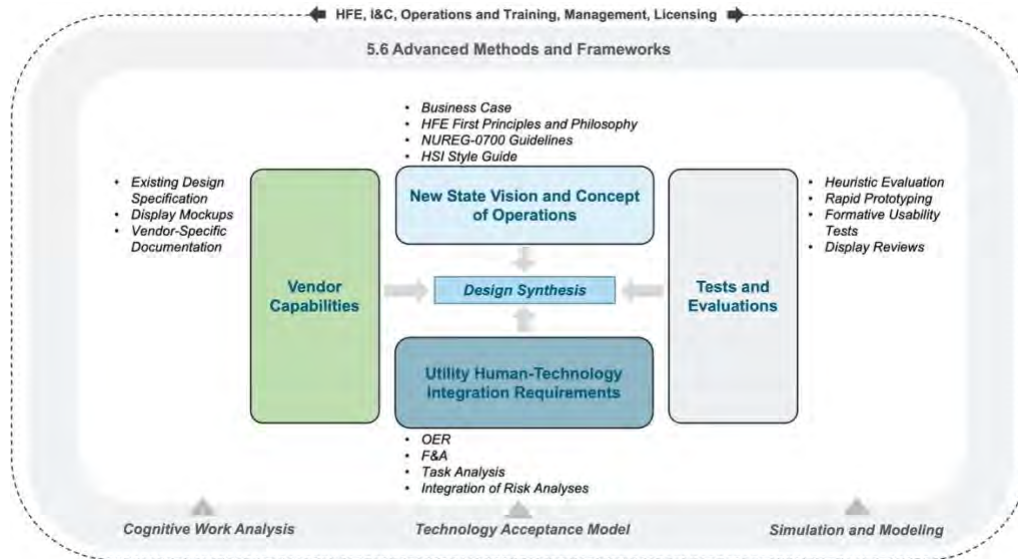 HFE, I&C, Operations and Training, Management, Licensing
5.6 Advanced Methods and Frameworks
• Business Case
• HFE First Principles and Philosophy
• NUREG-0700 Guidelines
• HSI Style Guide
• Existing Design
Specification
• Display Mockups
• Vendor-Specific
Documentation
Vendor
Capabilities
New State Vision and Concept
of Operations
Design Synthesis
Utility Human-Technology
Integration Requirements
Tests and
Evaluations
• Heuristic Evaluation
• Rapid Prototyping
• Formative Usability
Tests
• Display Reviews
• OER
• F&A
• Task Analysis
• Integration of Risk Analyses
Cognitive Work Analysis
Technology Acceptance Model
Simulation and Modeling